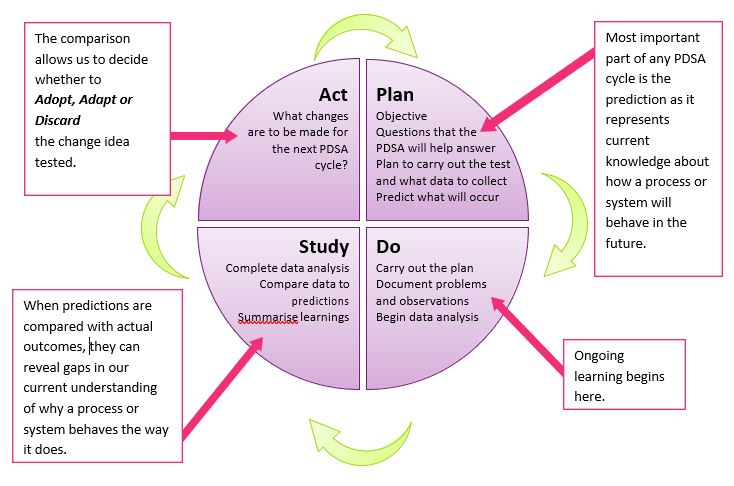 The comparison
allows us to decide
whether to
Adopt, Adapt or
Discard
the change idea
tested.
Act
What changes
are to be made for
the next PDSA
cycle?
Plan
Objective
Questions that the
PDSA will help answer
Plan to carry out the test
and what data to collect
Predict what will occur
Most important
part of any PDSA
cycle is the
prediction as it
represents
current
knowledge about
how a process or
system will
behave in the
future.
Study
Complete data analysis
Compare data to
predictions
Summarise learnings
Do
Carry out the plan
Document problems
and observations
Begin data analysis
When predictions are
compared with actual
outcomes, they can
reveal gaps in our
current understanding
of why a process or
system behaves the way
it does.
Ongoing
learning begins
here.